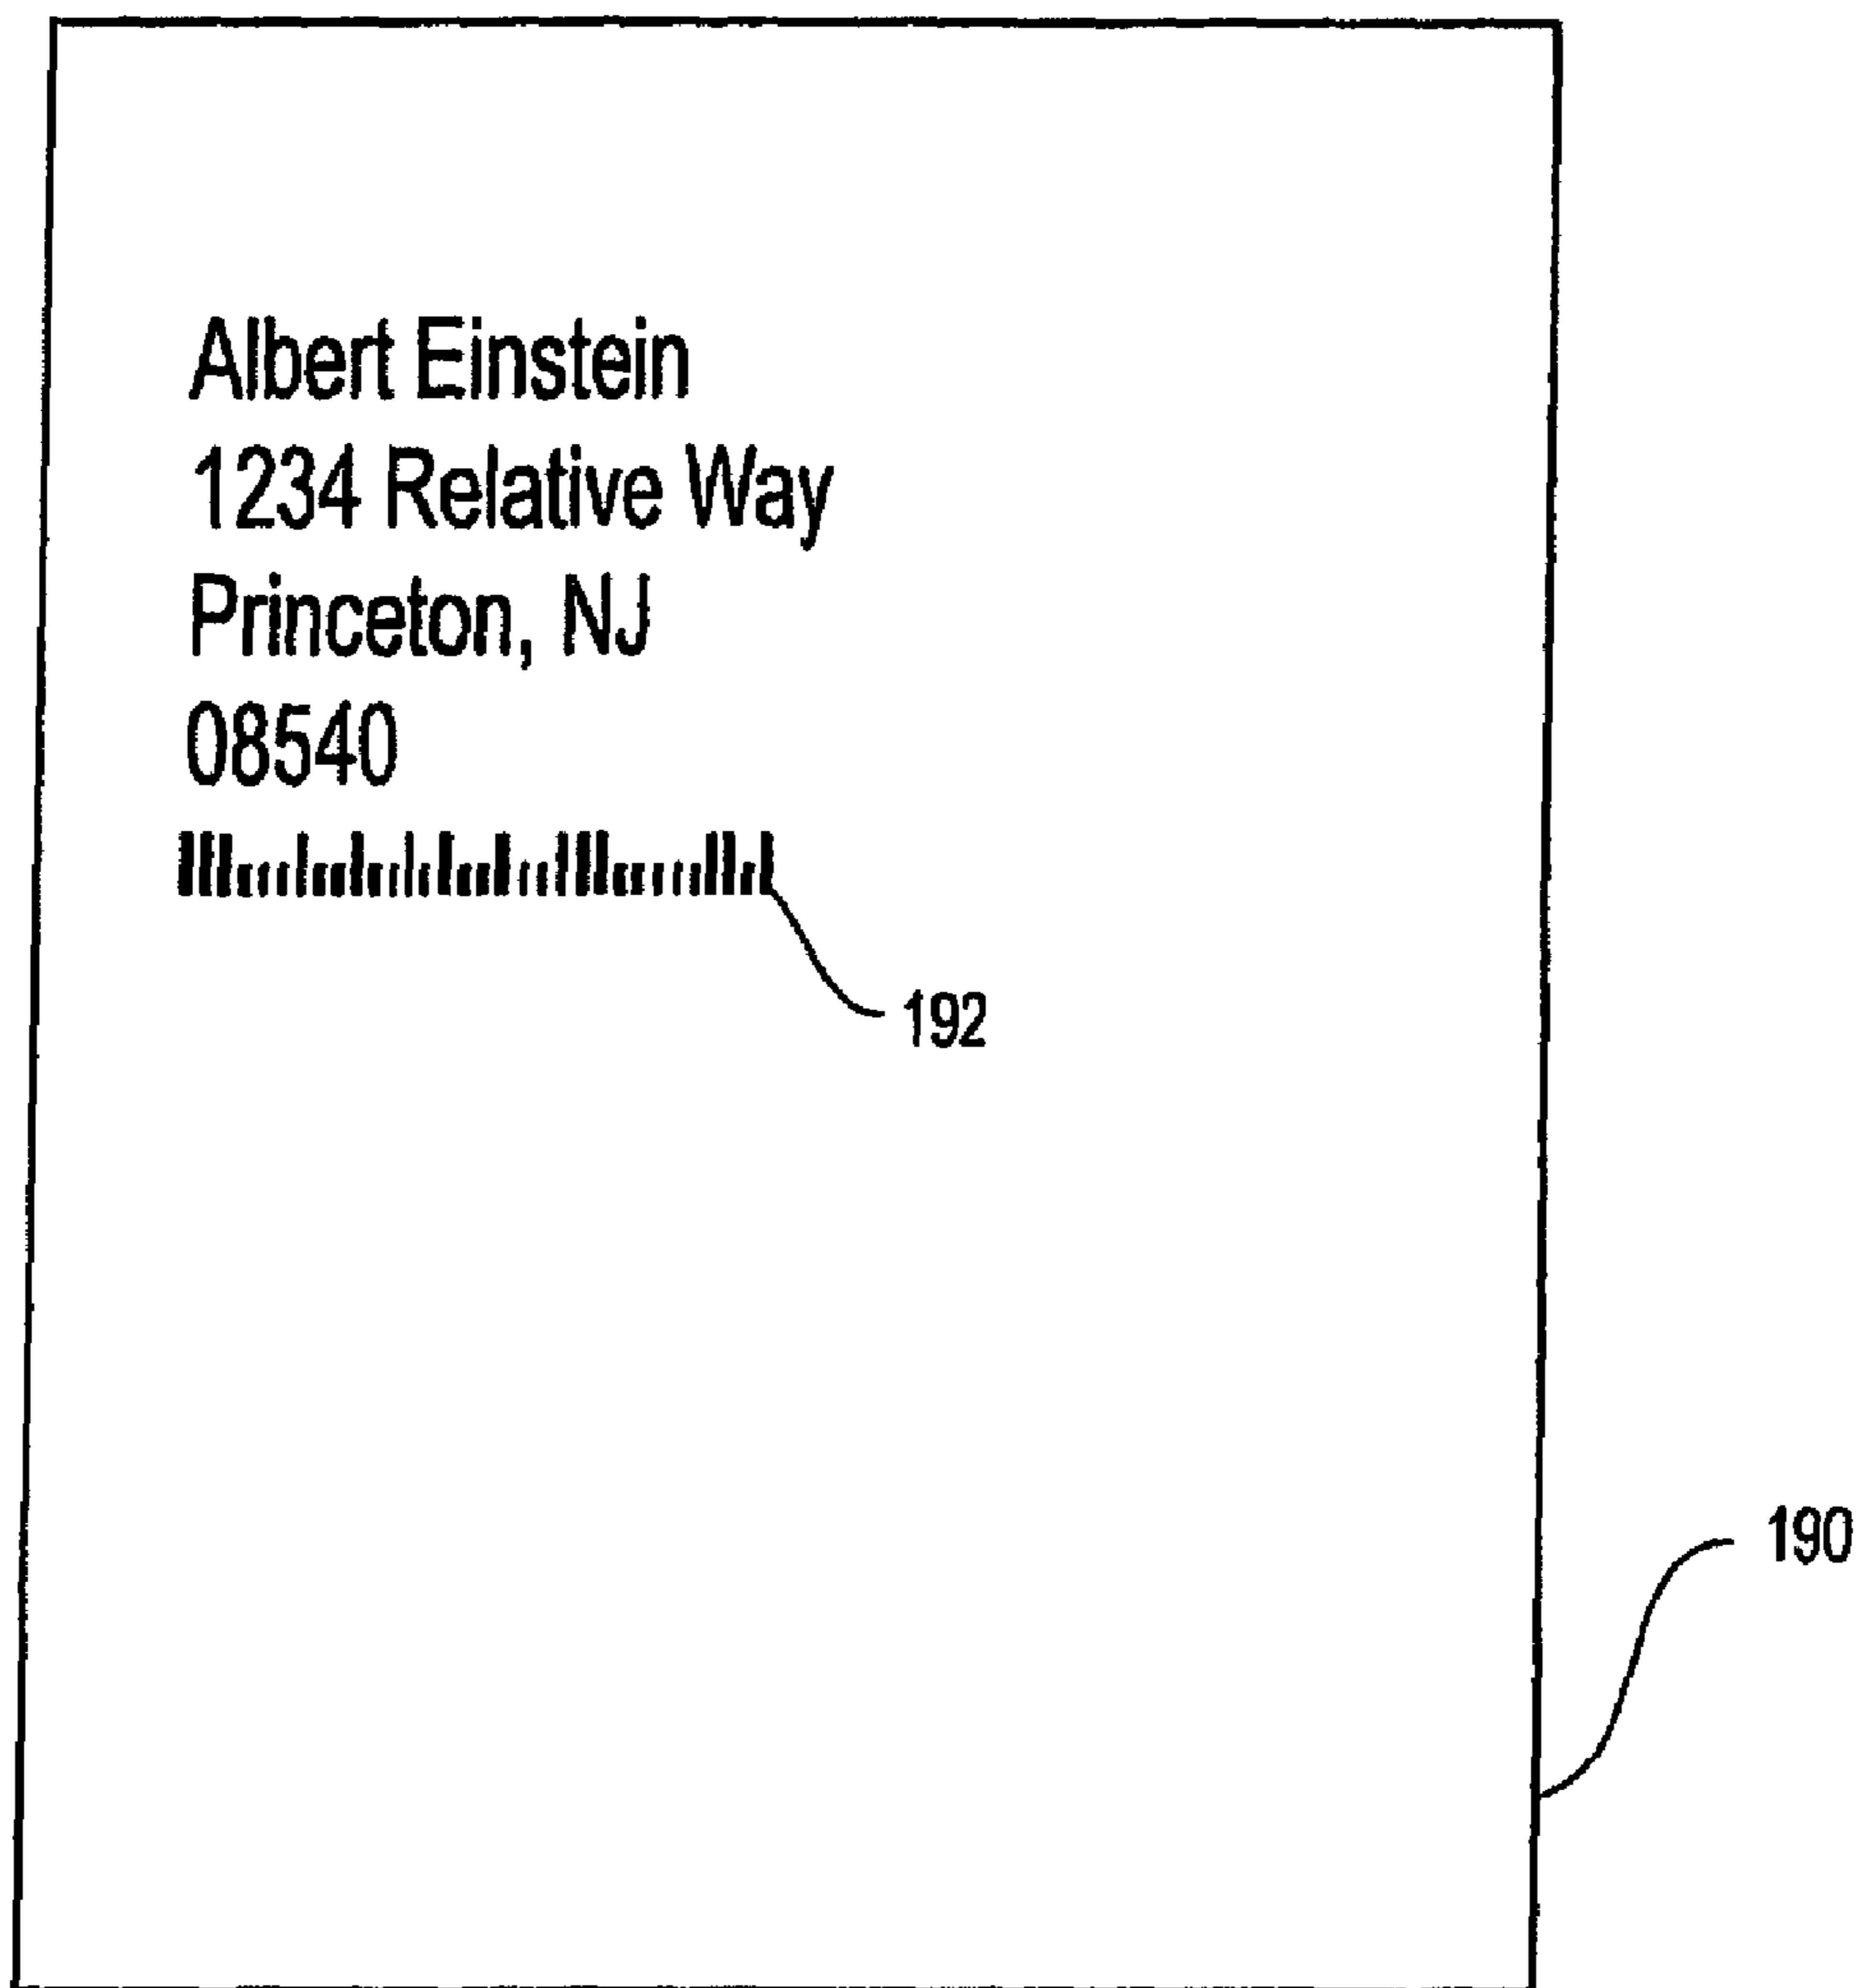 Albert Einstein
1234 Relative Way
Princeton, NJ
08540
192
190